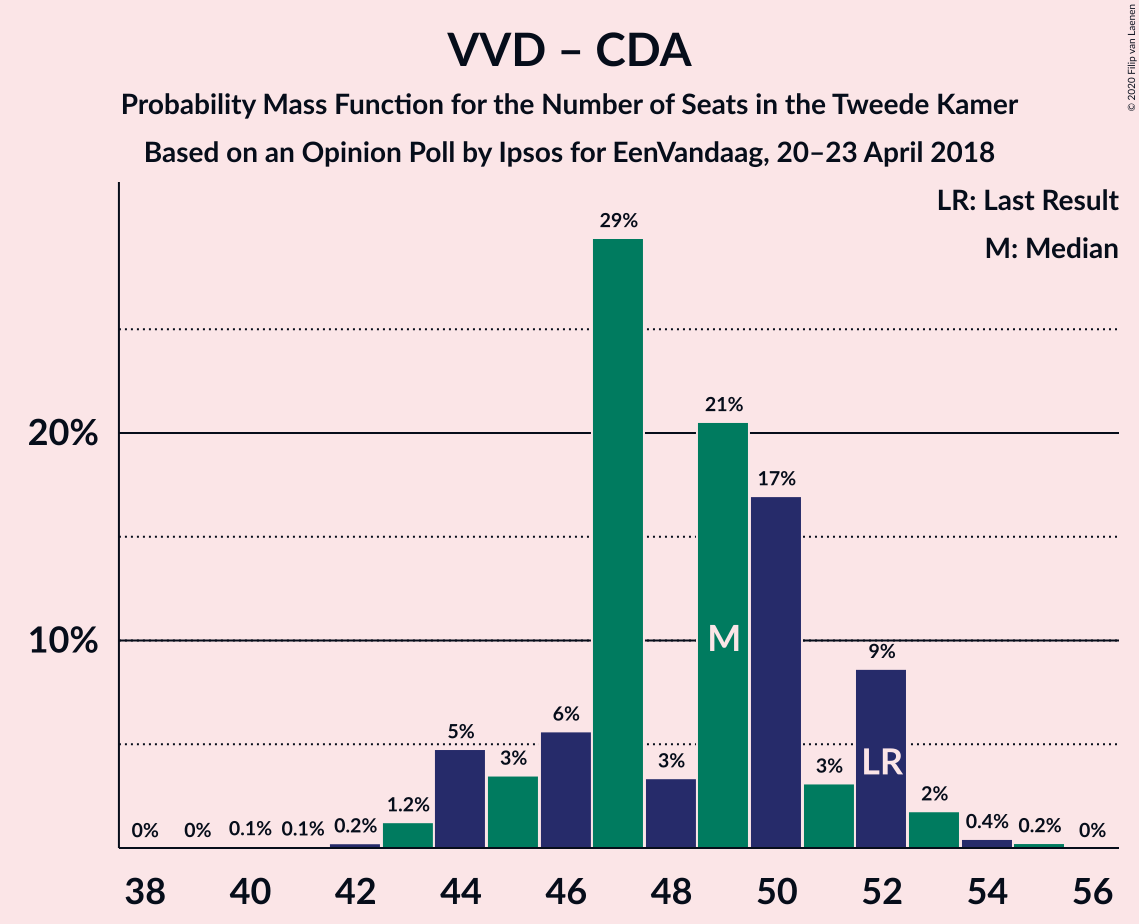 VVD – CDA
Probability Mass Function for the Number of Seats in the Tweede Kamer
Based on an Opinion Poll by Ipsos for EenVandaag, 20–23 April 2018
© 2020 Filip van Laenen
LR: Last Result
M: Median
20%
10%
0% 0% 0.1% 0.1% 0.2% 1.2% 5% 3% 6% 29% 3% 21% 17% 3% 9% 2% 0.4% 0.2% 0%
M
LR
38 40 42 44 46 48 50 52 54 56